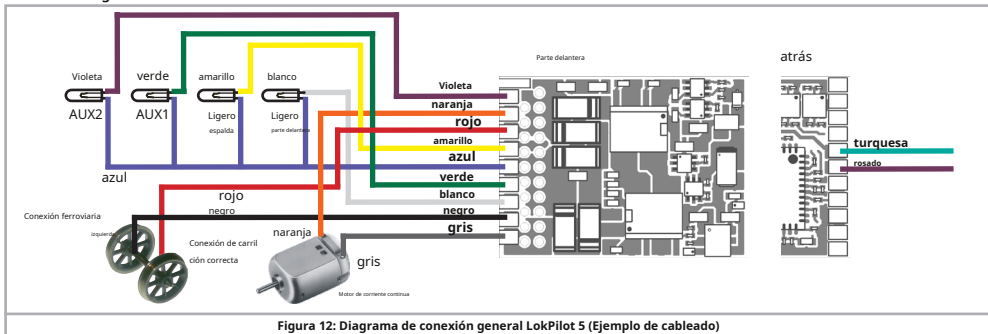 Parte delantera
atrás
Violeta
AUX2
verde
AUX1
amarillo
Ligero
espalda
blanco
Ligero
parte delantera
azul
Violeta
naranja
rojo
amarillo
azul
verde
blanco
negro
gris
turquesa
rosado
rojo
negro
Conexión ferroviaria
izquierda
Conexión de carril
ción correcta
naranja
gris
Motor de corriente continua
Figura 12: Diagrama de conexión general LokPilot 5 (Ejemplo de cableado)